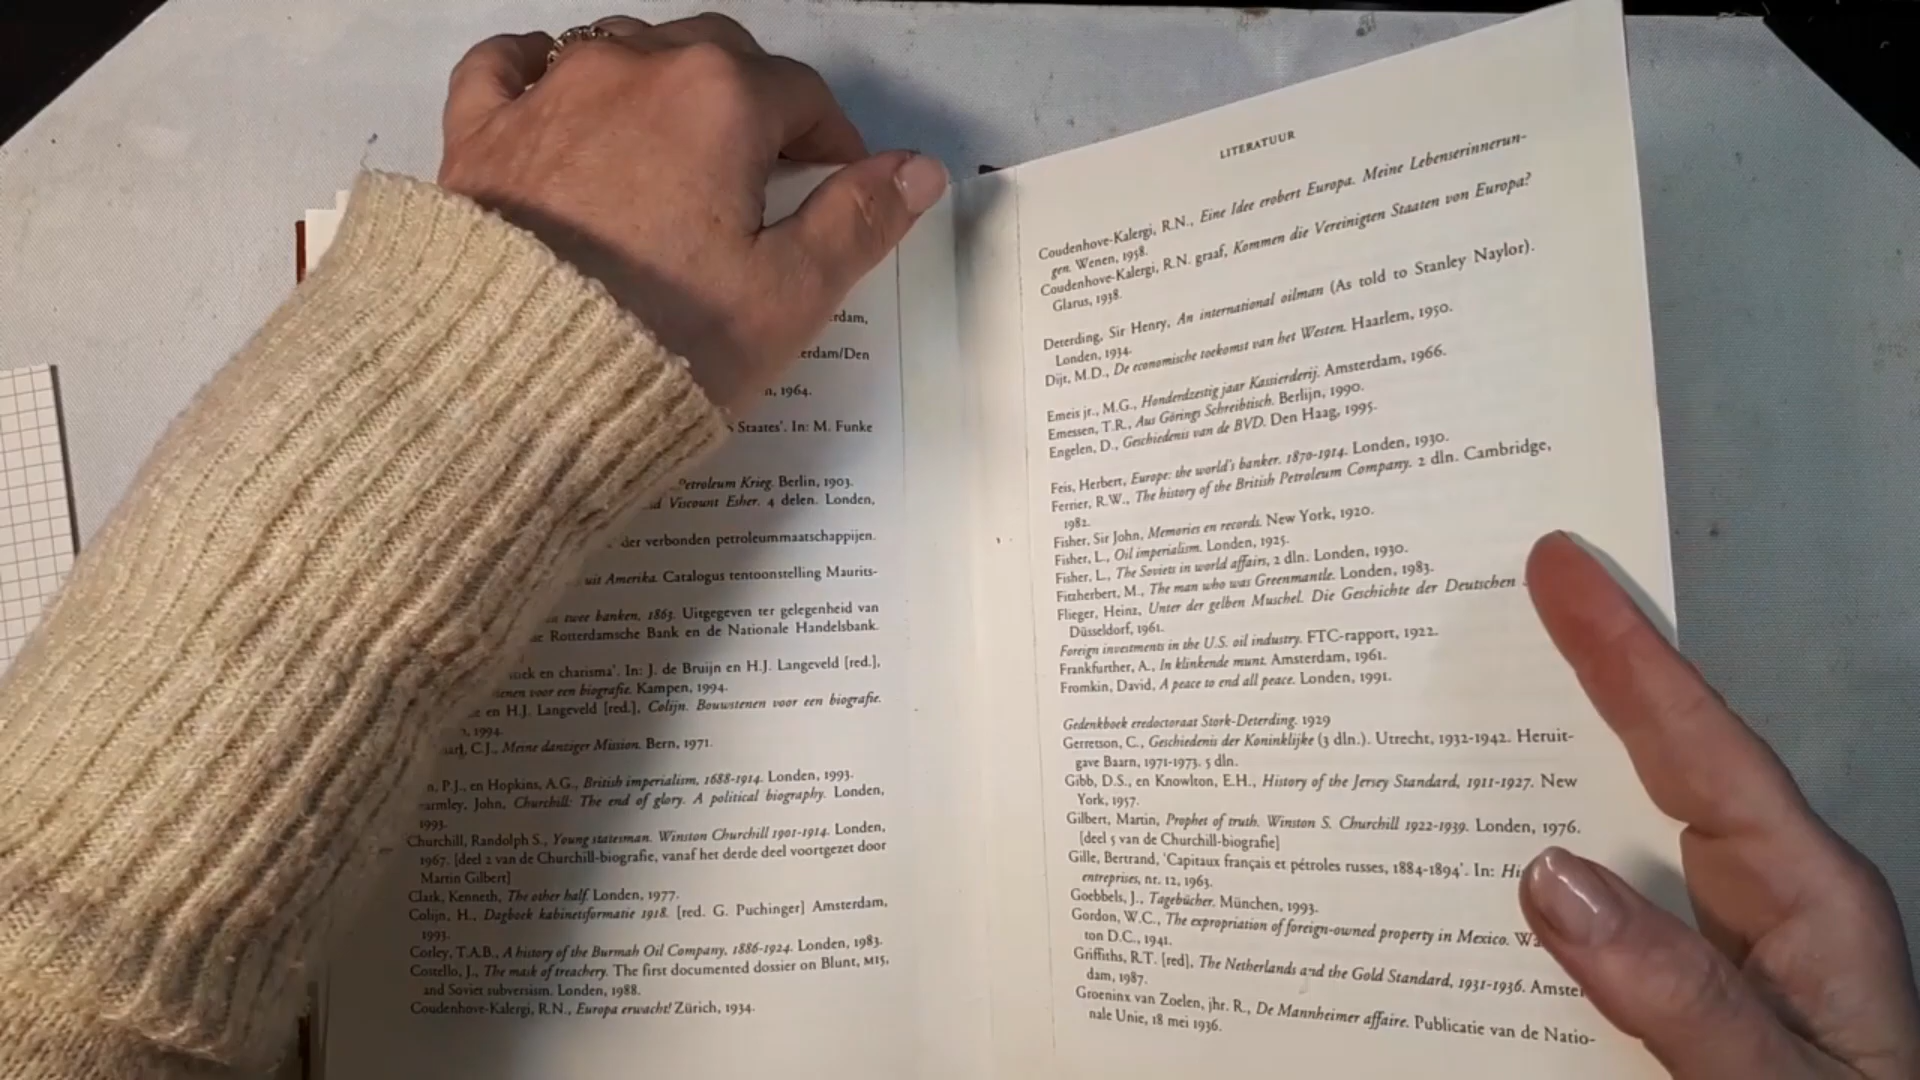 rdam,
erdam/Den
n, 1964.
Staates'. In: M. Funke
Petroleum Krieg. Berlin, 1903.
Viscount Esher. 4 delen. Londen,
der verbonden petroleummaatschappijen.
uit Amerika. Catalogus tentoonstelling Maurits-
twee banken, 1863. Uitgegeven ter gelegenheid van
Rotterdamsche Bank en de Nationale Handelsbank.
en charisma'. In: J. de Bruijn en H.J. Langeveld [red.],
voor een biografie. Kampen, 1994.
en H.J. Langeveld [red.], Colijn. Bouwstenen voor een biografie.
1994.
C.J., Meine danziger Mission. Bern, 1971.
n, P.J., en Hopkins, A.G., British imperialism, 1688-1914. Londen, 1993.
armley, John, Churchill: The end of glory. A political biography. Londen,
1993.
Churchill, Randolph S., Young statesman. Winston Churchill 1901-1914. Londen,
1967. [deel 2 van de Churchill-biografie, vanaf het derde deel voortgezet door
Martin Gilbert]
Clark, Kenneth, The other half. Londen, 1977.
Colijn, H., Dagboek kabinetsformatie 1918. [red. G. Puchinger] Amsterdam,
1993.
Corley, T.A.B., A history of the Burmah Oil Company, 1886-1924. Londen, 1983.
Costello, J., The mask of treachery. The first documented dossier on Blunt, MI5,
and Soviet subversism. Londen, 1988.
Coudenhove-Kalergi, R.N., Europa erwacht! Zürich, 1934.
LITERATUUR
Coudenhove-Kalergi, R.N., Eine Idee erobert Europa. Meine Lebenserinnerun-
gen. Wenen, 1958.
Coudenhove-Kalergi, R.N. graaf, Kommen die Vereinigten Staaten von Europa?
Glarus, 1938.
Deterding, Sir Henry, An international oilman (As told to Stanley Naylor).
Londen, 1934.
Dijt, M.D., De economische toekomst van het Westen. Haarlem, 1950.
Emeis jr., M.G., Honderdzestig jaar Kassierderij. Amsterdam, 1966.
Emessen, T.R., Aus Görings Schreibtisch. Berlijn, 1990.
Engelen, D., Geschiedenis van de BVD. Den Haag, 1995.
Feis, Herbert, Europe: the world's banker. 1870-1914. Londen, 1930.
Ferrier, R.W., The history of the British Petroleum Company. 2 dln. Cambridge,
1982.
Fisher, Sir John, Memories en records. New York, 1920.
Fisher, L., Oil imperialism. Londen, 1925.
Fisher, L., The Soviets in world affairs, 2 dln. Londen, 1930.
Fitzherbert, M., The man who was Greenmantle. Londen, 1983.
Flieger, Heinz, Unter der gelben Muschel. Die Geschichte der Deutschen
Düsseldorf, 1961.
Foreign investments in the U.S. oil industry. FTC-rapport, 1922.
Frankfurther, A., In klinkende munt. Amsterdam, 1961.
Fromkin, David, A peace to end all peace. Londen, 1991.
Gedenkboek eredoctoraat Stork-Deterding. 1929
Gerretson, C., Geschiedenis der Koninklijke (3 dln.). Utrecht, 1932-1942. Heruit-
gave Baarn, 1971-1973. 5 dln.
Gibb, D.S., en Knowlton, E.H., History of the Jersey Standard, 1911-1927. New
York, 1957.
Gilbert, Martin, Prophet of truth. Winston S. Churchill 1922-1939. Londen, 1976.
[deel 5 van de Churchill-biografie]
Gille, Bertrand, 'Capitaux français et pétroles russes, 1884-1894'. In: Hi
entreprises, nr. 12, 1963.
Goebbels, J., Tagebücher. München, 1993.
Gordon, W.C., The expropriation of foreign-owned property in Mexico. W
ton D.C., 1941.
Griffiths, R.T. [red], The Netherlands and the Gold Standard, 1931-1936. Amster
dam, 1987.
Groeninx van Zoelen, jhr. R., De Mannheimer affaire. Publicatie van de Natio-
nale Unie, 18 mei 1936.